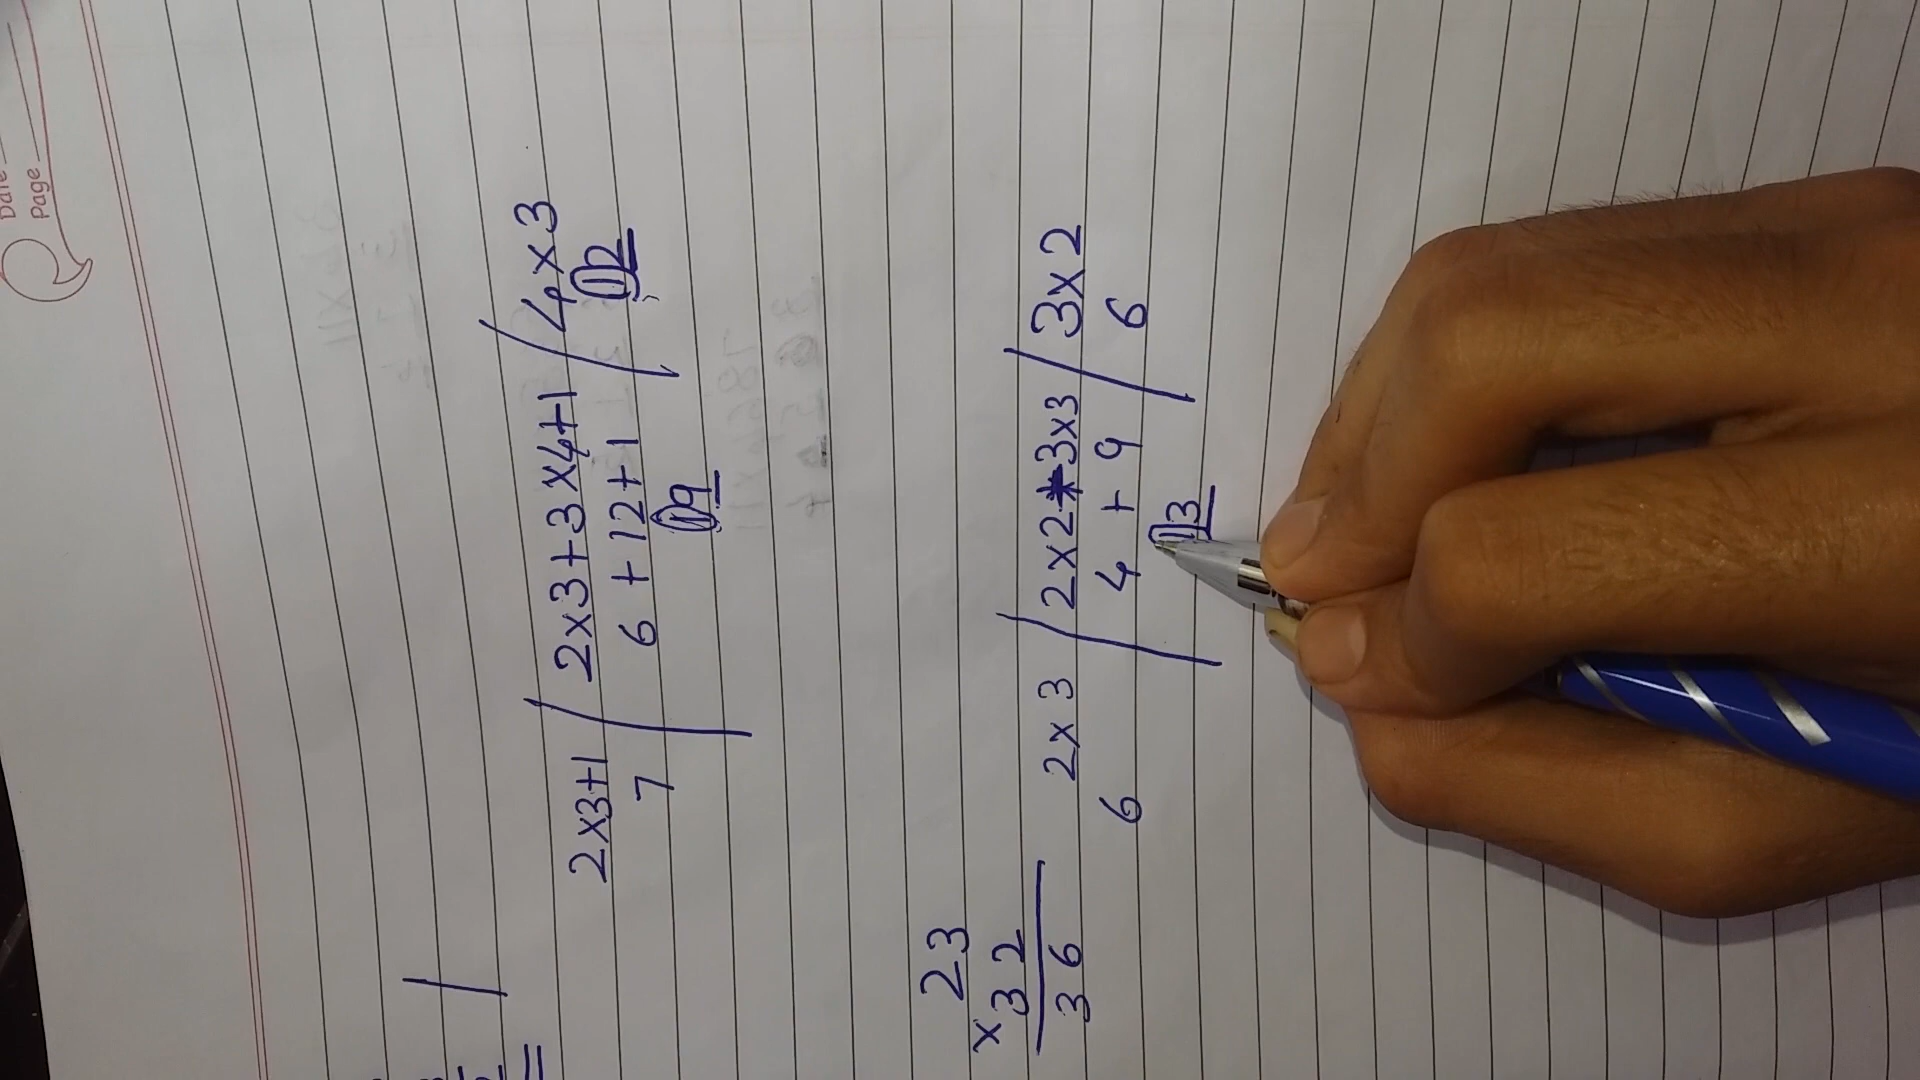 Date
Page
2x3+1 / 2x3+3x4+1 / 4x3
7 / 6+12+1 / 12
19
23
x 32
36
2x3 / 2x2+3x3 / 3x2
6 / 4+9 / 6
13